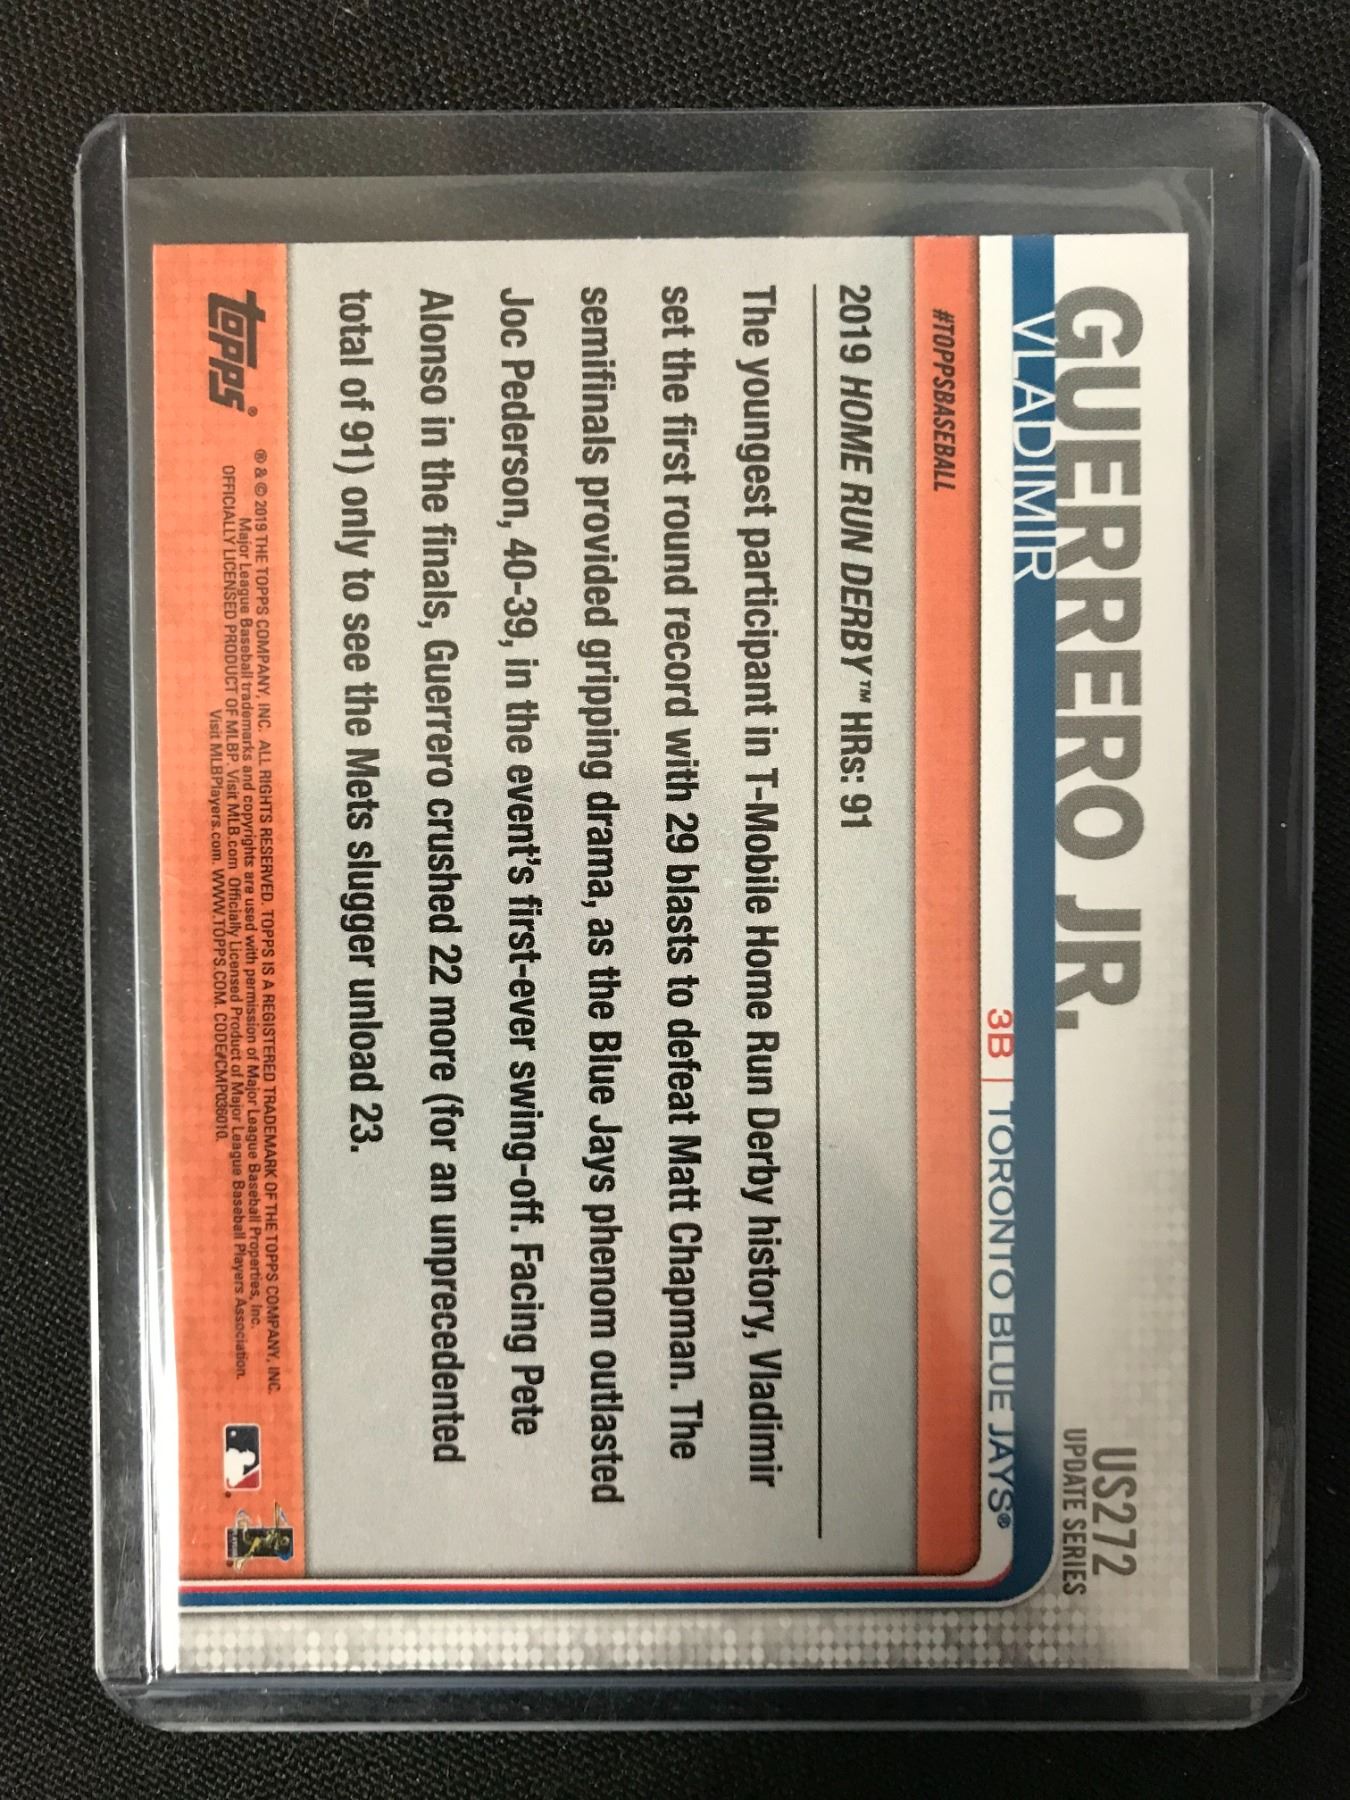 US272
UPDATE SERIES
GUERRERO JR.
VLADIMIR
3B | TORONTO BLUE JAYS®
#TOPPSBASEBALL
2019 HOME RUN DERBY™ HRs: 91
The youngest participant in T-Mobile Home Run Derby history, Vladimir
set the first round record with 29 blasts to defeat Matt Chapman. The
semifinals provided gripping drama, as the Blue Jays phenom outlasted
Joc Pederson, 40-39, in the event's first-ever swing-off. Facing Pete
Alonso in the finals, Guerrero crushed 22 more (for an unprecedented
total of 91) only to see the Mets slugger unload 23.
topps®
® & © 2019 THE TOPPS COMPANY, INC. ALL RIGHTS RESERVED. TOPPS IS A REGISTERED TRADEMARK OF THE TOPPS COMPANY, INC.
Major League Baseball trademarks and copyrights are used with permission of Major League Baseball Properties, Inc.
OFFICIALLY LICENSED PRODUCT OF MLBP. Visit MLB.com Officially Licensed Product of Major League Baseball Players Association.
Visit MLBPlayers.com. WWW.TOPPS.COM. CODE#CMP036010.